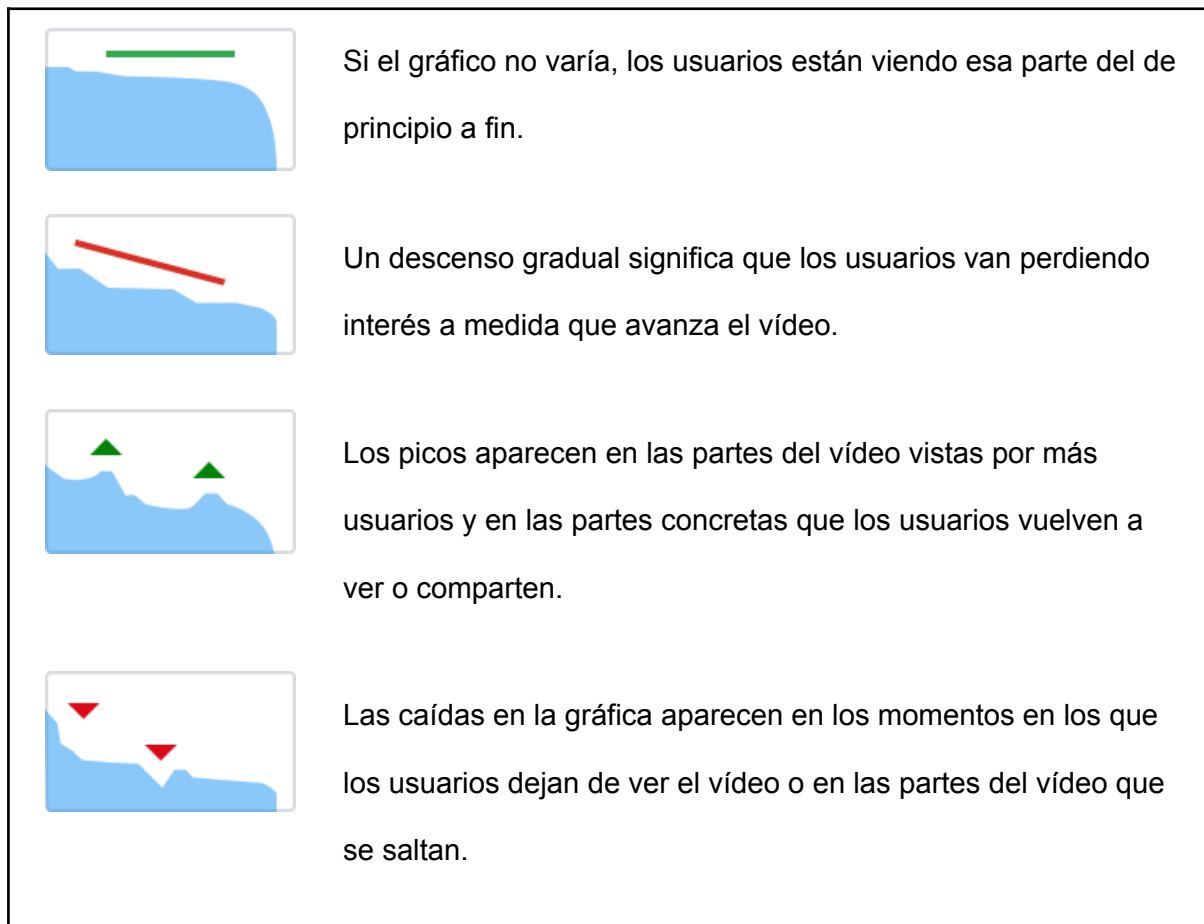 Si el gráfico no varía, los usuarios están viendo esa parte del de
principio a fin.
Un descenso gradual significa que los usuarios van perdiendo
interés a medida que avanza el vídeo.
Los picos aparecen en las partes del vídeo vistas por más
usuarios y en las partes concretas que los usuarios vuelven a
ver o comparten.
Las caídas en la gráfica aparecen en los momentos en los que
los usuarios dejan de ver el vídeo o en las partes del vídeo que
se saltan.